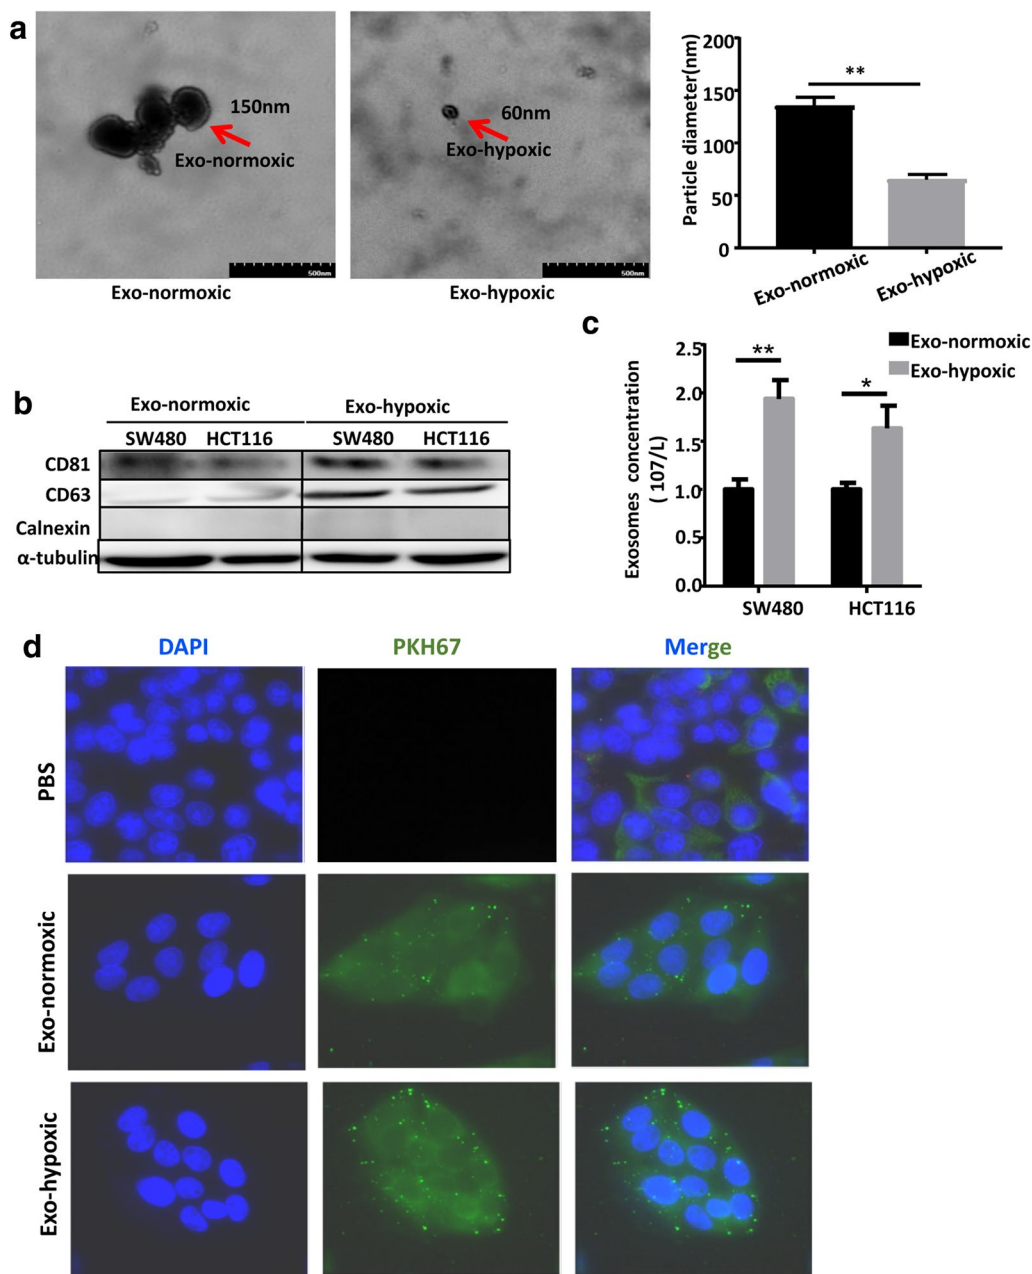 a
150nm
Exo-normoxic
500nm
Exo-normoxic
60nm
Exo-hypoxic
500nm
Exo-hypoxic
Particle diameter(nm)
200
150
100
50
0
**
Exo-normoxic
Exo-hypoxic
b
Exo-normoxic
Exo-hypoxic
SW480
HCT116
SW480
HCT116
CD81
CD63
Calnexin
α-tubulin
c
Exo-normoxic
Exo-hypoxic
Exosomes concentration
( 107/L)
2.5
2.0
1.5
1.0
0.5
0.0
**
*
SW480
HCT116
d
DAPI
PKH67
Merge
PBS
Exo-normoxic
Exo-hypoxic